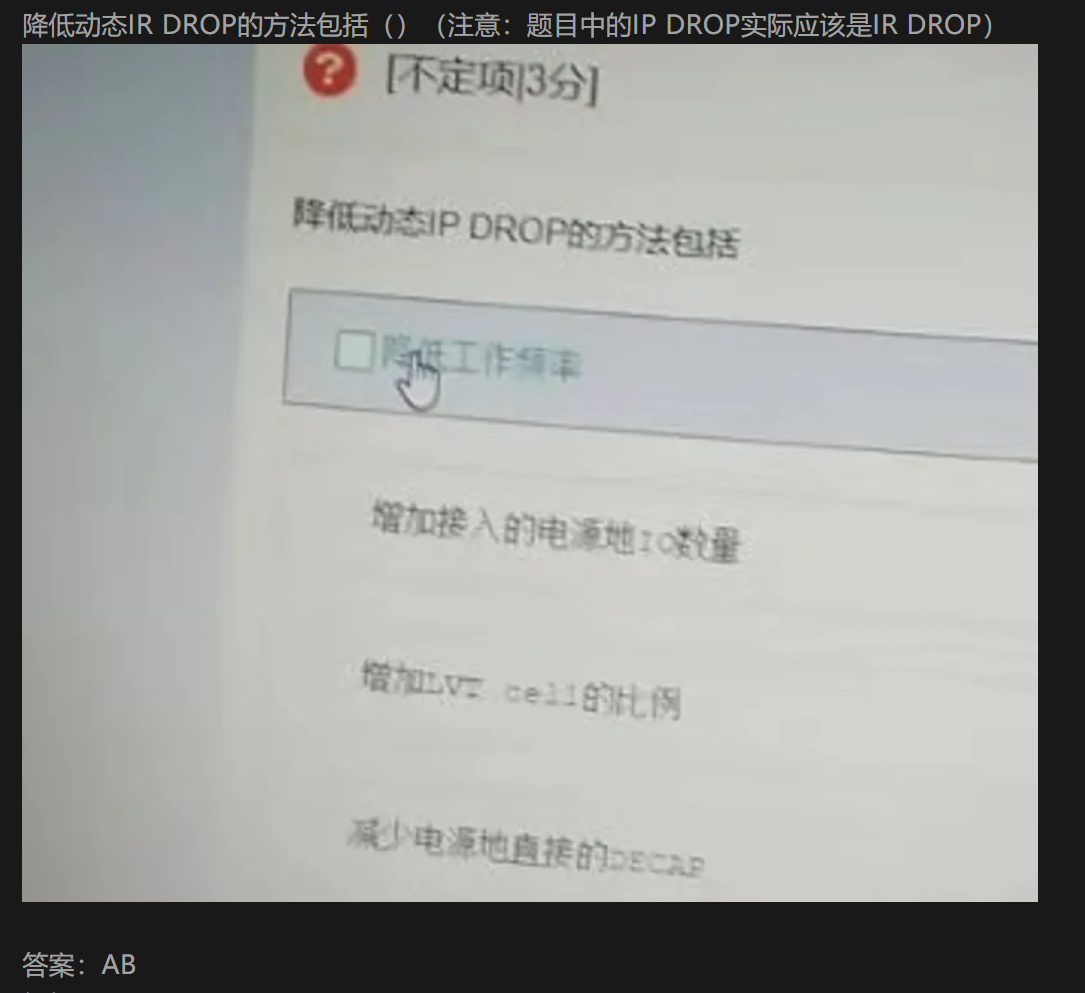 降低动态IR DROP的方法包括（）（注意：题目中的IP DROP实际应该是IR DROP）
[不定项|3分]
降低动态IP DROP的方法包括
降低工作频率
增加接入的电源地IO数量
增加LVT cell的比例
减少电源地直接的DECAP
答案：AB